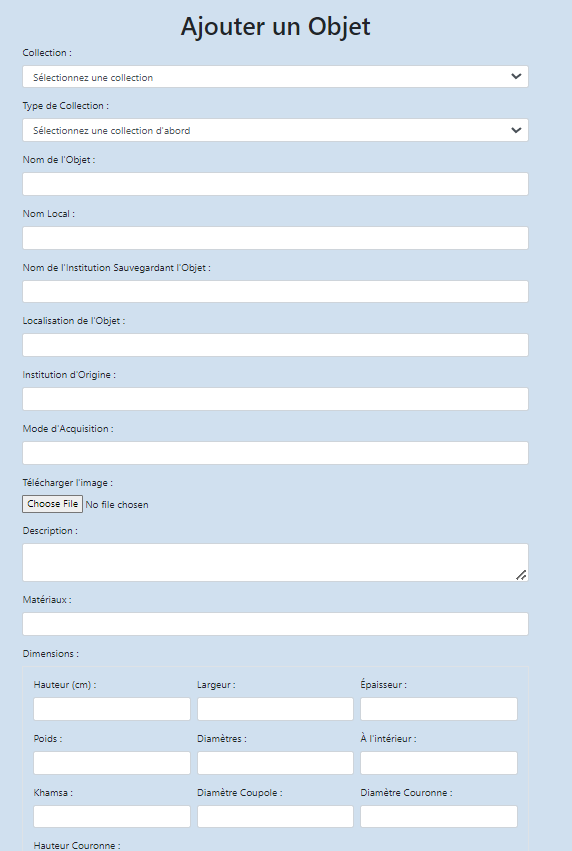 Ajouter un Objet
Collection :
Sélectionnez une collection
Type de Collection :
Sélectionnez une collection d'abord
Nom de l'Objet :
Nom Local :
Nom de l'Institution Sauvegardant l'Objet :
Localisation de l'Objet :
Institution d'Origine :
Mode d'Acquisition :
Télécharger l'image :
Choose File No file chosen
Description :
Matériaux :
Dimensions :
Hauteur (cm) : Largeur : Épaisseur :
Poids : Diamètres : À l'intérieur :
Khamsa : Diamètre Coupole : Diamètre Couronne :
Hauteur Couronne :